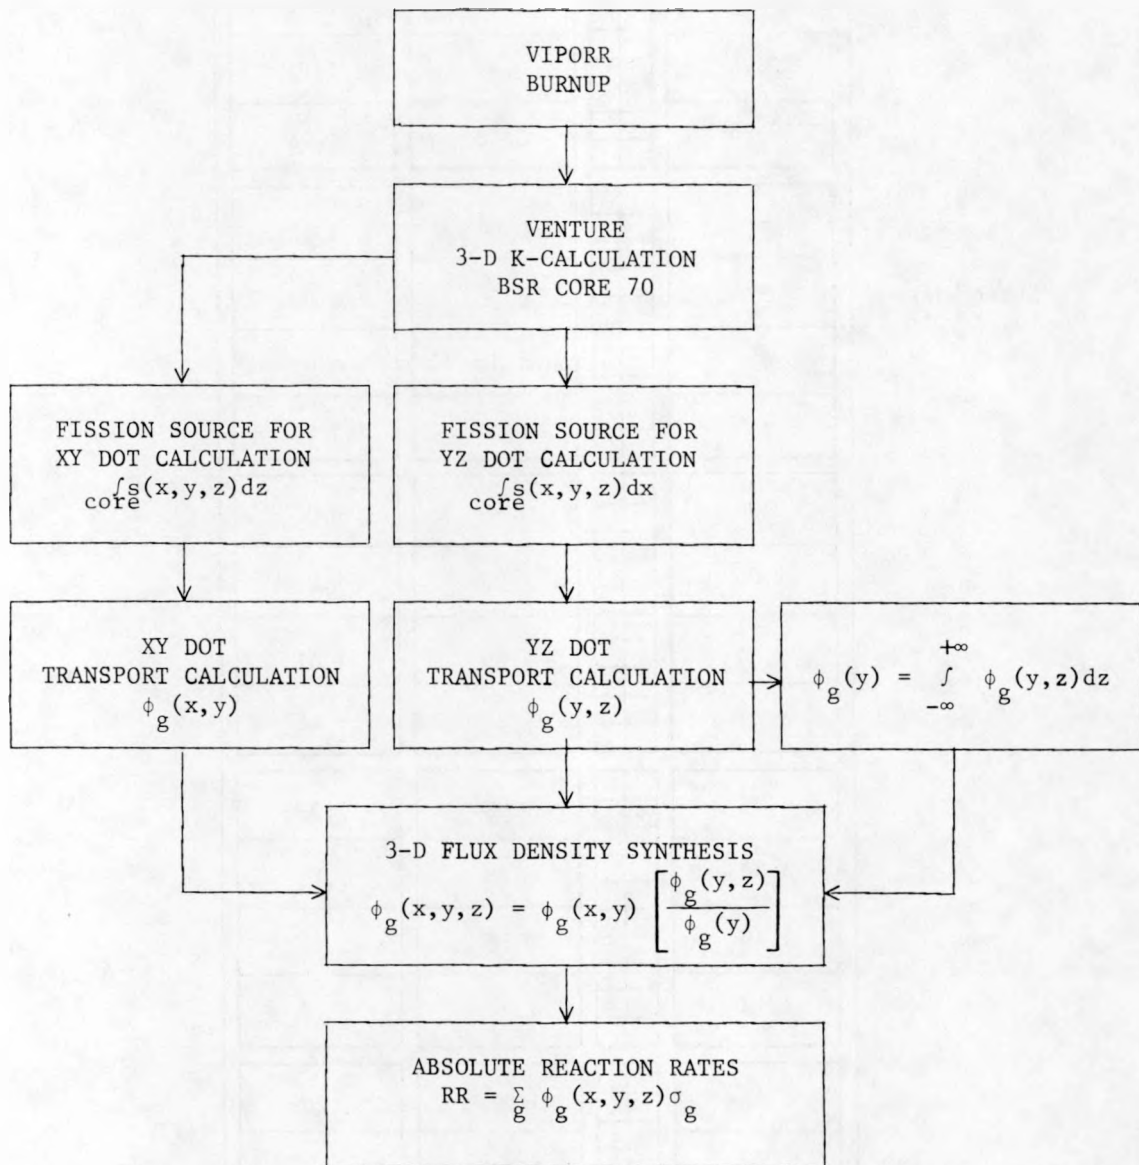 VIPORR
BURNUP
VENTURE
3-D K-CALCULATION
BSR CORE 70
FISSION SOURCE FOR
XY DOT CALCULATION
∫s(x,y,z)dz
core
FISSION SOURCE FOR
YZ DOT CALCULATION
∫s(x,y,z)dx
core
XY DOT
TRANSPORT CALCULATION
ϕg(x,y)
YZ DOT
TRANSPORT CALCULATION
ϕg(y,z)
+∞
ϕg(y) = ∫ ϕg(y,z)dz
-∞
3-D FLUX DENSITY SYNTHESIS
ϕg(x,y,z) = ϕg(x,y) [ϕg(y,z) / ϕg(y)]
ABSOLUTE REACTION RATES
RR = Σ ϕg(x,y,z)σg
g